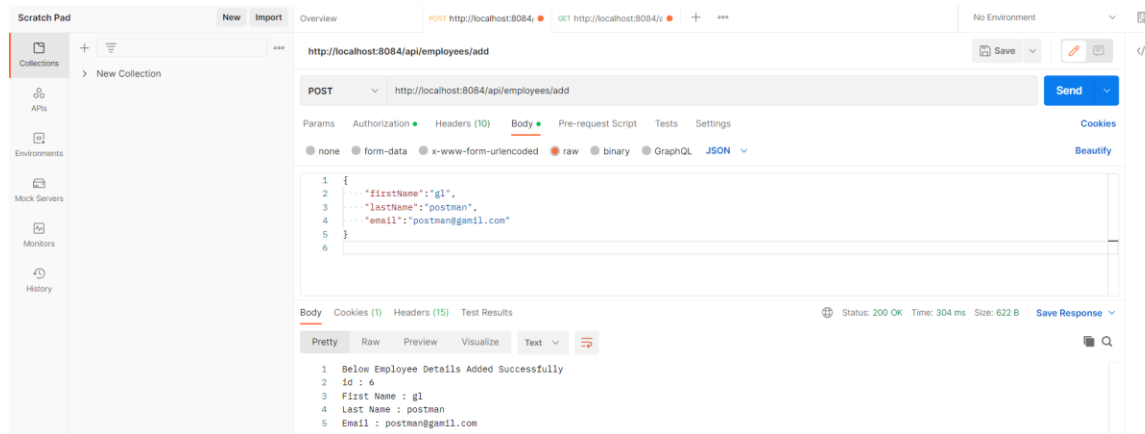 Scratch Pad New Import Overview POST http://localhost:8084/ GET http://localhost:8084/ No Environment
Collections
New Collection
APIs
Environments
Mock Servers
Monitors
History
http://localhost:8084/api/employees/add Save
POST http://localhost:8084/api/employees/add Send
Params Authorization Headers (10) Body Pre-request Script Tests Settings Cookies
none form-data x-www-form-urlencoded raw binary GraphQL JSON Beautify
1 {
2 "firstName":"gl",
3 "lastName":"postman",
4 "email":"postman@gamil.com"
5 }
6
Body Cookies (1) Headers (15) Test Results Status: 200 OK Time: 304 ms Size: 622 B Save Response
Pretty Raw Preview Visualize Text
1 Below Employee Details Added Successfully
2 id : 6
3 First Name : gl
4 Last Name : postman
5 Email : postman@gamil.com